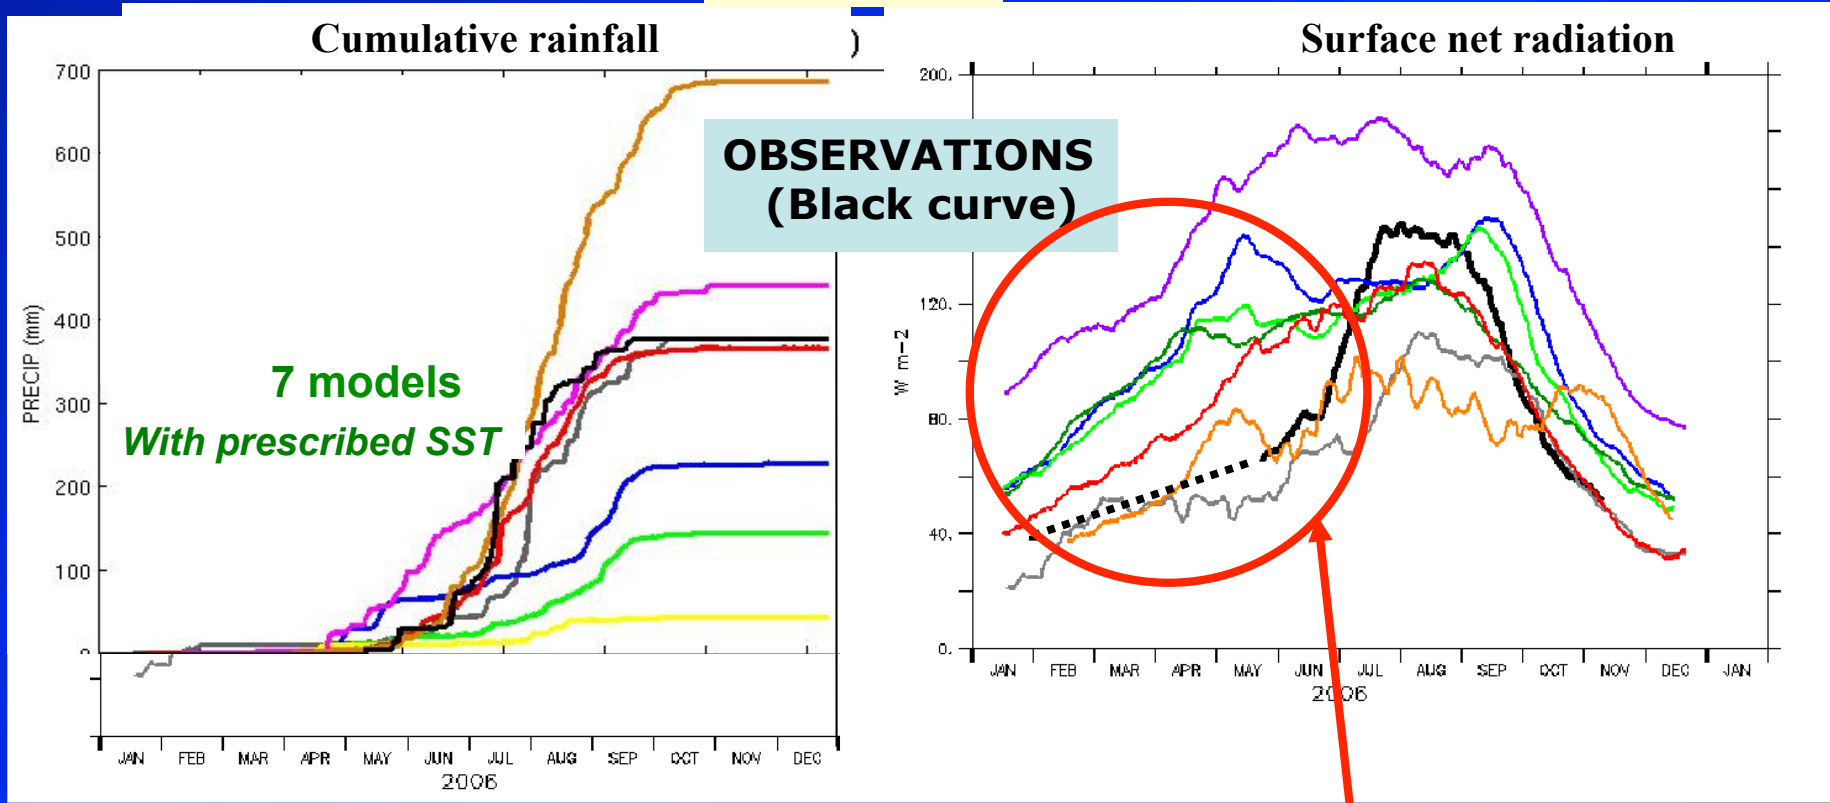 Cumulative rainfall
)
Surface net radiation
700
600
500
400
300
200
100
0
PRECIP (mm)
OBSERVATIONS
(Black curve)
7 models
With prescribed SST
JAN FEB MAR APR MAY JUN JUL AUG SEP OCT NOV DEC
2006
200.
120.
80.
40.
0.
W m-2
JAN FEB MAR APR MAY JUN JUL AUG SEP OCT NOV DEC JAN
2006